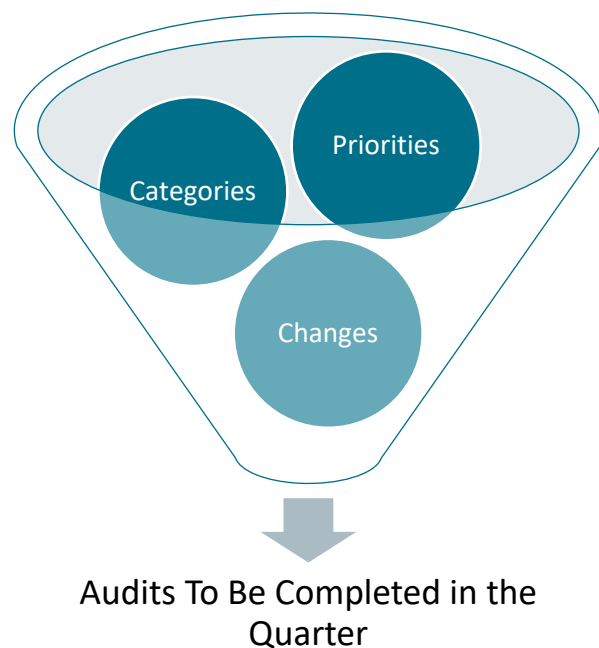 Priorities
Categories
Changes
Audits To Be Completed in the
Quarter